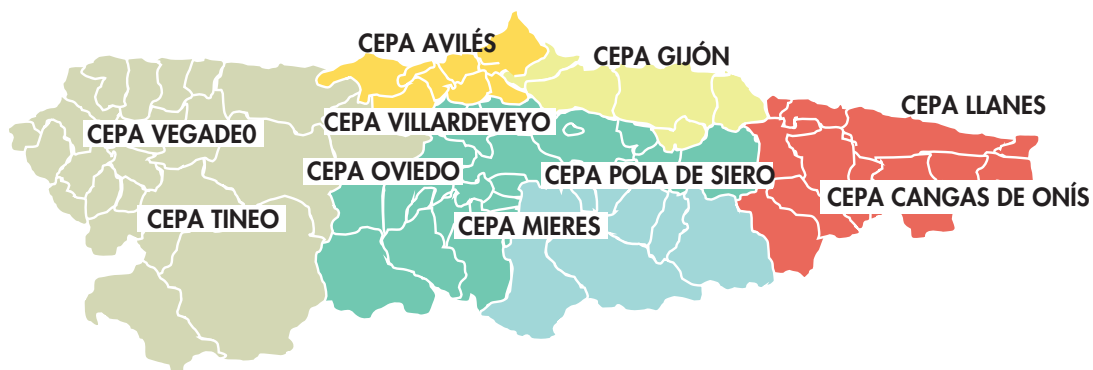 CEPA AVILÉS
CEPA GIJÓN
CEPA LLANES
CEPA VEGADE0
CEPA VILLARDEVEYO
CEPA OVIEDO
CEPA POLA DE SIERO
CEPA CANGAS DE ONÍS
CEPA TINEO
CEPA MIERES